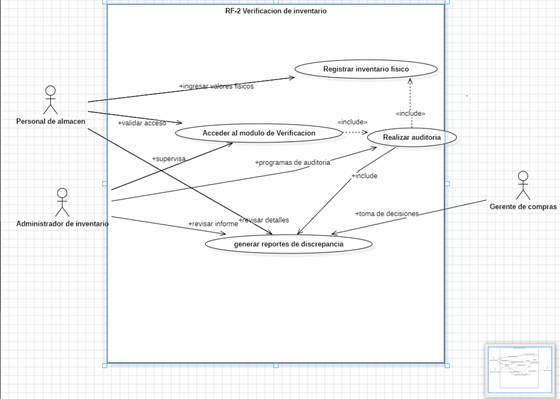 RF-2 Verificacion de inventario
Registrar inventario fisico
+ingresar valores fisicos
«include»
Personal de almacen
+validar acceso
«include»
Acceder al modulo de Verificacion
Realizar auditoria
+supervisa
+programas de auditoria
+include
Gerente de compras
+toma de decisiones
Administrador de inventario
+revisar informe
+revisar detalles
generar reportes de discrepancia